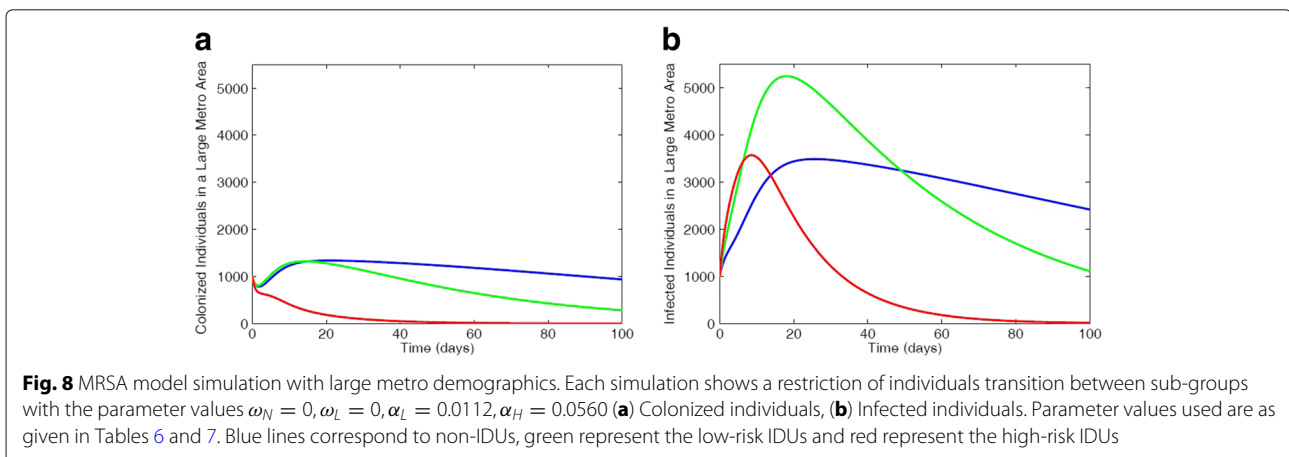 a
b
Colonized Individuals in a Large Metro Area
5000
4000
3000
2000
1000
0
0 20 40 60 80 100
Time (days)
Infected Individuals in a Large Metro Area
5000
4000
3000
2000
1000
0
0 20 40 60 80 100
Time (days)
Fig. 8 MRSA model simulation with large metro demographics. Each simulation shows a restriction of individuals transition between sub-groups
with the parameter values ω_N = 0, ω_L = 0, α_L = 0.0112, α_H = 0.0560 (a) Colonized individuals, (b) Infected individuals. Parameter values used are as
given in Tables 6 and 7. Blue lines correspond to non-IDUs, green represent the low-risk IDUs and red represent the high-risk IDUs